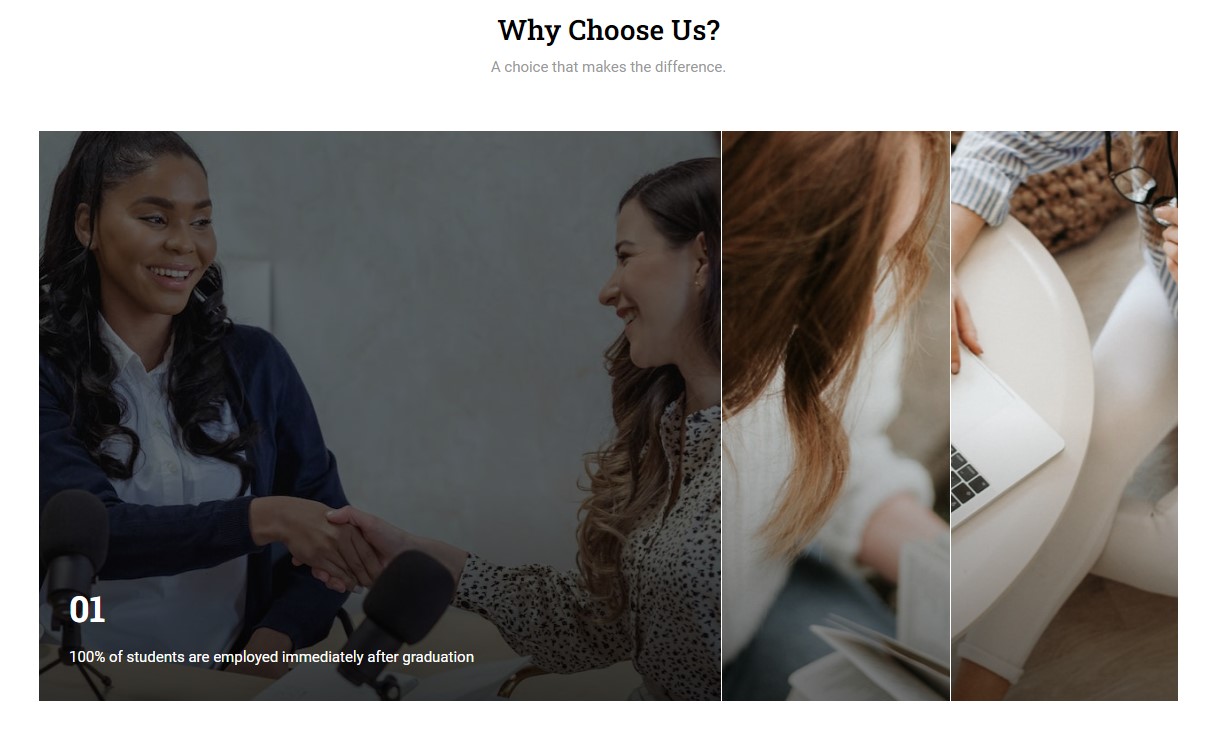 Why Choose Us?
A choice that makes the difference.
01
100% of students are employed immediately after graduation